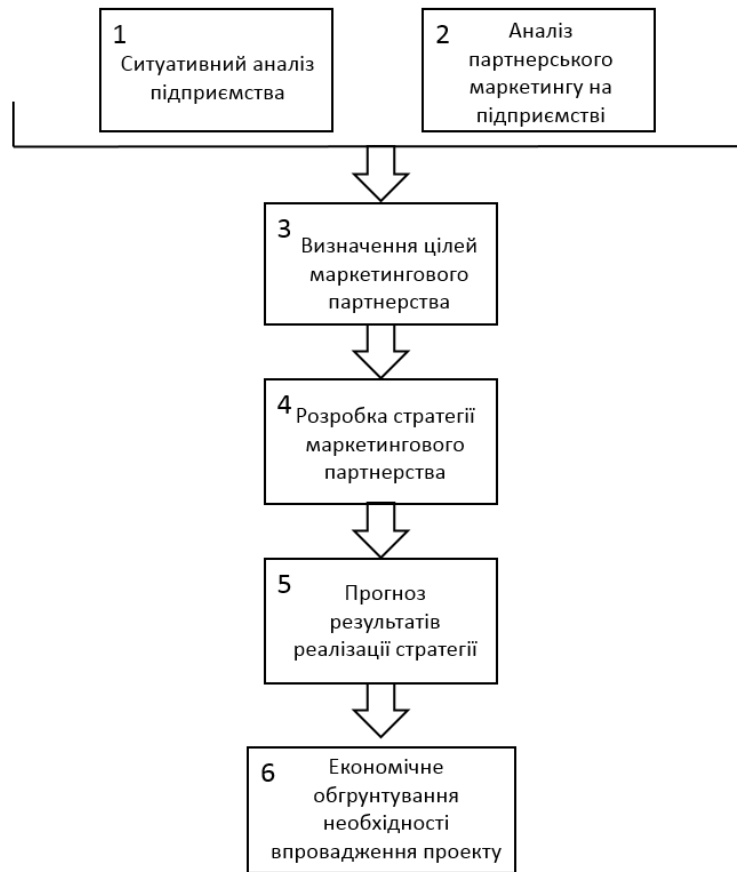 1
Ситуативний аналіз
підприємства
2
Аналіз
партнерського
маркетингу на
підприємстві
3
Визначення цілей
маркетингового
партнерства
4
Розробка стратегії
маркетингового
партнерства
5
Прогноз
результатів
реалізації стратегії
6
Економічне
обгрунтування
необхідності
впровадження проекту